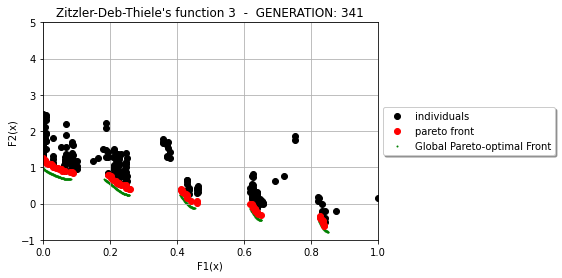 Zitzler-Deb-Thiele's function 3 - GENERATION: 341
5
4
3
2
1
0
−1
F2(x)
0.0 0.2 0.4 0.6 0.8 1.0
F1(x)
individuals
pareto front
Global Pareto-optimal Front